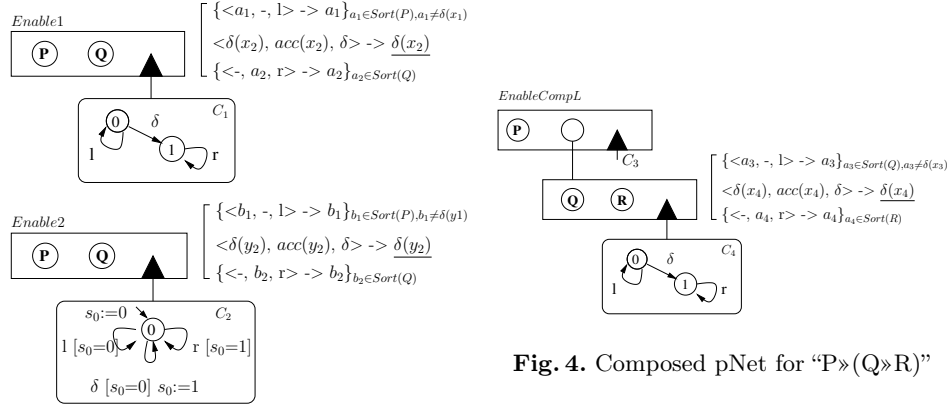 Enable1
P Q
{<a₁, -, l> -> a₁}a₁∈Sort(P),a₁≠δ(x₁)
<δ(x₂), acc(x₂), δ> -> δ(x₂)
{<-, a₂, r> -> a₂}a₂∈Sort(Q)
C₁
0 δ
l 1 r
Enable2
P Q
{<b₁, -, l> -> b₁}b₁∈Sort(P),b₁≠δ(y1)
<δ(y₂), acc(y₂), δ> -> δ(y₂)
{<-, b₂, r> -> b₂}b₂∈Sort(Q)
C₂
s₀:=0
0
l [s₀=0] r [s₀=1]
δ [s₀=0] s₀:=1
EnableCompL
P
C₃
Q R
{<a₃, -, l> -> a₃}a₃∈Sort(Q),a₃≠δ(x₃)
<δ(x₄), acc(x₄), δ> -> δ(x₄)
{<-, a₄, r> -> a₄}a₄∈Sort(R)
C₄
0 δ
l 1 r
Fig. 4. Composed pNet for “P»(Q»R)”